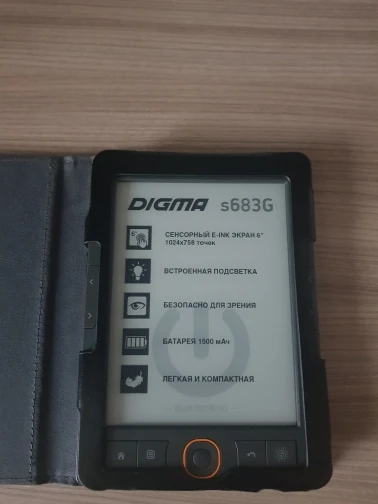 DIGMA s683G
СЕНСОРНЫЙ E-INK ЭКРАН 6"
1024x758 точек
ВСТРОЕННАЯ ПОДСВЕТКА
БЕЗОПАСНО ДЛЯ ЗРЕНИЯ
БАТАРЕЯ 1500 мАч
ЛЕГКАЯ И КОМПАКТНАЯ